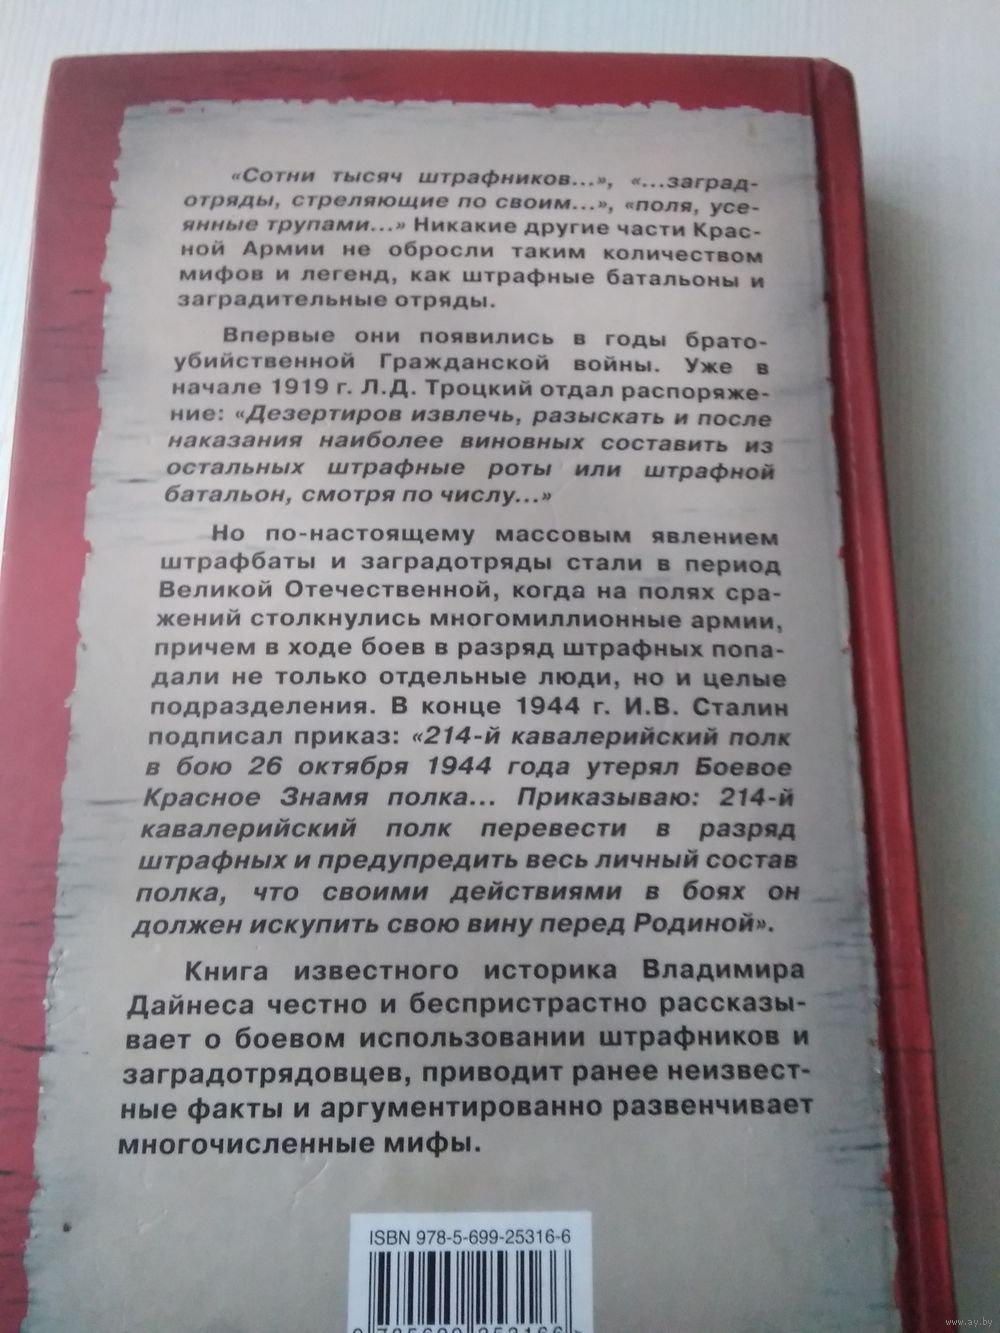 «Сотни тысяч штрафников...», «...заград-
отряды, стреляющие по своим...», «поля, усе-
янные трупами...» Никакие другие части Крас-
ной Армии не обросли таким количеством
мифов и легенд, как штрафные батальоны и
заградительные отряды.
Впервые они появились в годы брато-
убийственной Гражданской войны. Уже в
начале 1919 г. Л.Д. Троцкий отдал распоряже-
ние: «Дезертиров извлечь, разыскать и после
наказания наиболее виновных составить из
остальных штрафные роты или штрафной
батальон, смотря по числу...»
Но по-настоящему массовым явлением
штрафбаты и заградотряды стали в период
Великой Отечественной, когда на полях сра-
жений столкнулись многомиллионные армии,
причем в ходе боев в разряд штрафных попа-
дали не только отдельные люди, но и целые
подразделения. В конце 1944 г. И.В. Сталин
подписал приказ: «214-й кавалерийский полк
в бою 26 октября 1944 года утерял Боевое
Красное Знамя полка... Приказываю: 214-й
кавалерийский полк перевести в разряд
штрафных и предупредить весь личный состав
полка, что своими действиями в боях он
должен искупить свою вину перед Родиной».
Книга известного историка Владимира
Дайнеса честно и беспристрастно рассказы-
вает о боевом использовании штрафников и
заградотрядовцев, приводит ранее неизвест-
ные факты и аргументированно развенчивает
многочисленные мифы.
ISBN 978-5-699-25316-6
9 785699 253166 >
www.ay.by